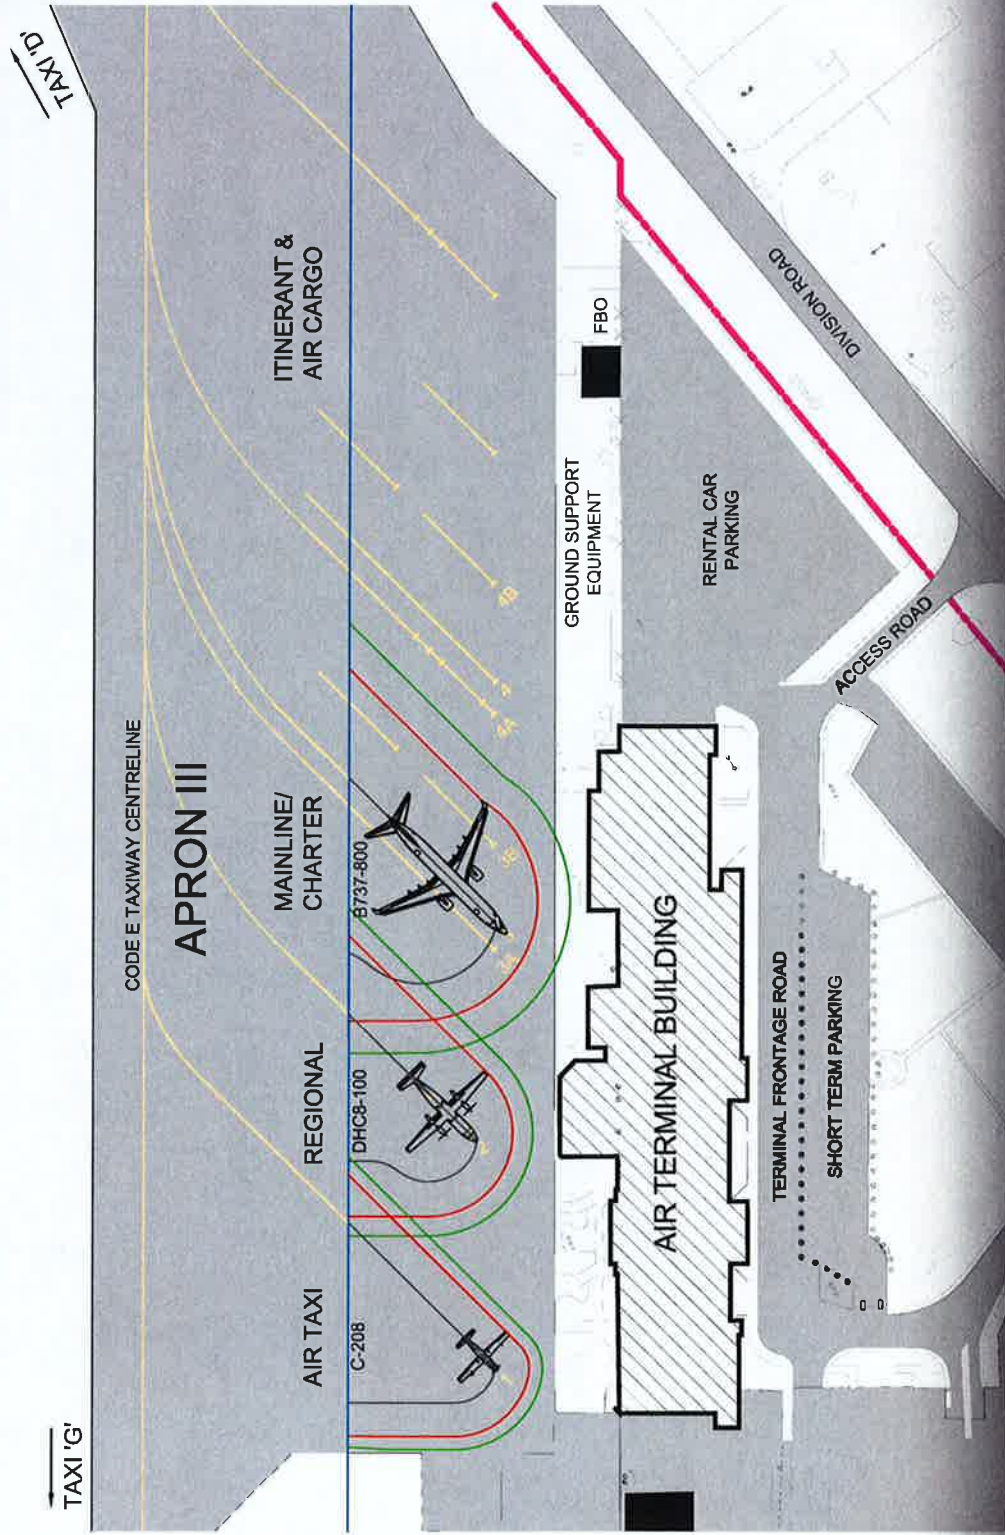 TAXI 'G'
TAXI 'D'
CODE E TAXIWAY CENTRELINE
APRON III
AIR TAXI
REGIONAL
MAINLINE/
CHARTER
ITINERANT &
AIR CARGO
C-208
DHC8-100
B737-800
1
2
3A
3B
4A
4
4B
GROUND SUPPORT
EQUIPMENT
FBO
AIR TERMINAL BUILDING
RENTAL CAR
PARKING
TERMINAL FRONTAGE ROAD
SHORT TERM PARKING
ACCESS ROAD
DIVISION ROAD